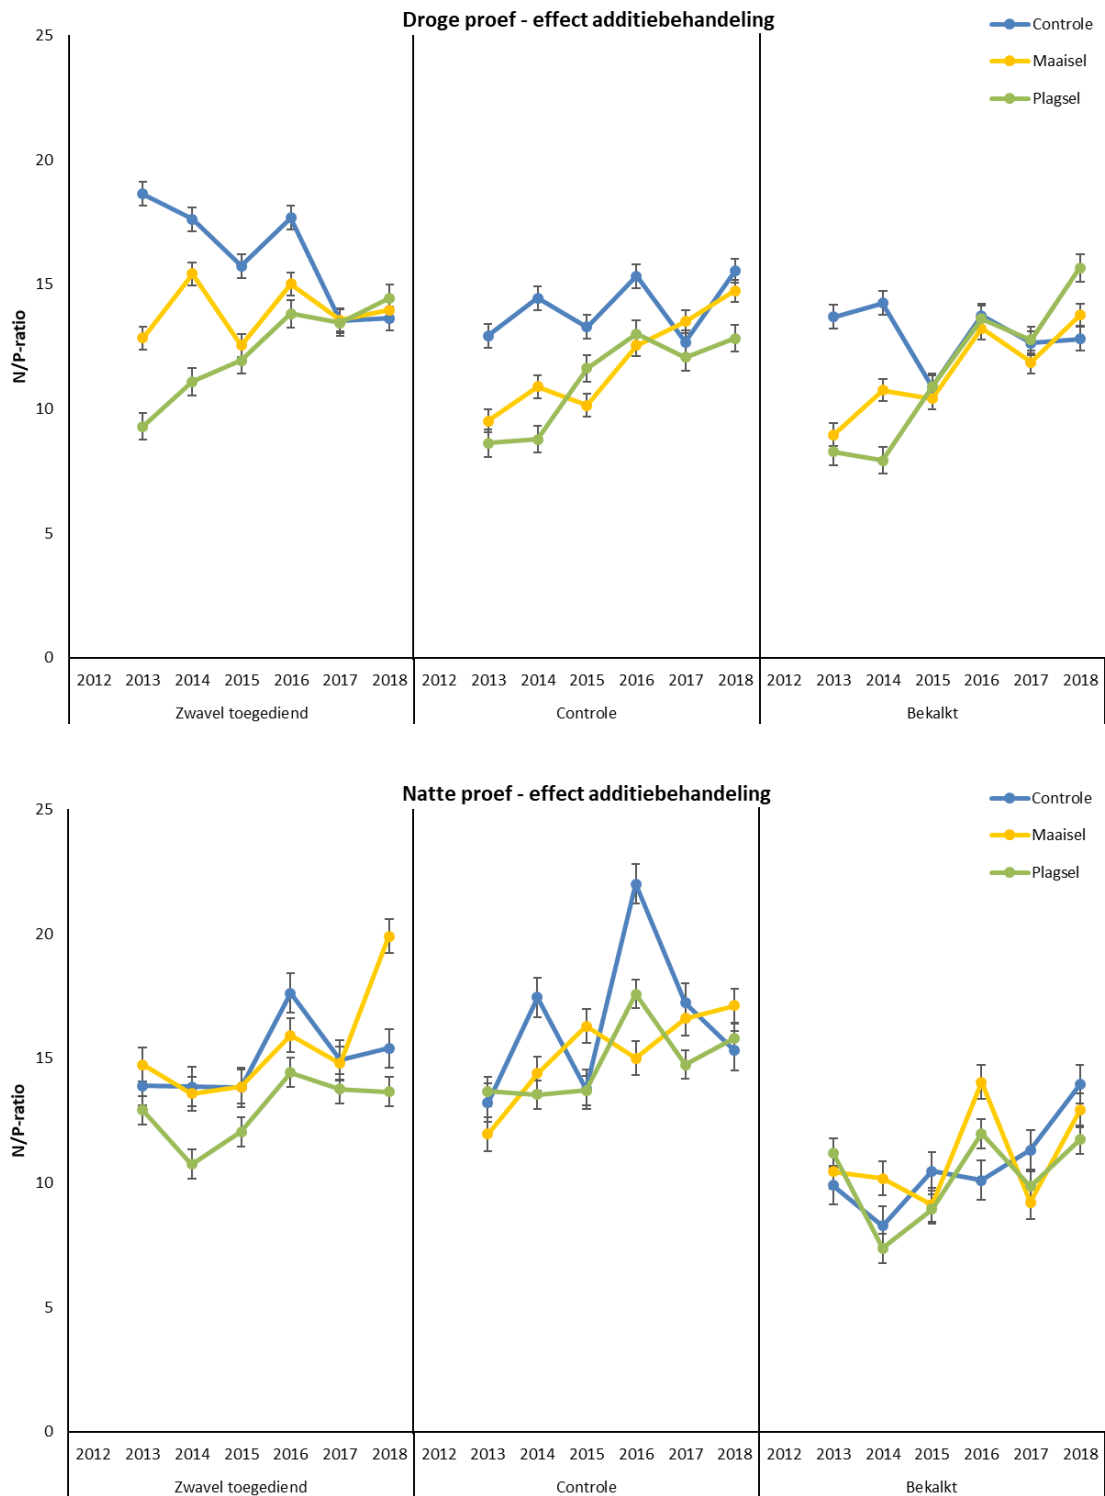 Droge proef - effect additiebehandeling
Controle
Maaisel
Plagsel
N/P-ratio
25
20
15
10
5
0
2012 2013 2014 2015 2016 2017 2018 2012 2013 2014 2015 2016 2017 2018 2012 2013 2014 2015 2016 2017 2018
Zwavel toegediend Controle Bekalkt
Natte proef - effect additiebehandeling
Controle
Maaisel
Plagsel
N/P-ratio
25
20
15
10
5
0
2012 2013 2014 2015 2016 2017 2018 2012 2013 2014 2015 2016 2017 2018 2012 2013 2014 2015 2016 2017 2018
Zwavel toegediend Controle Bekalkt